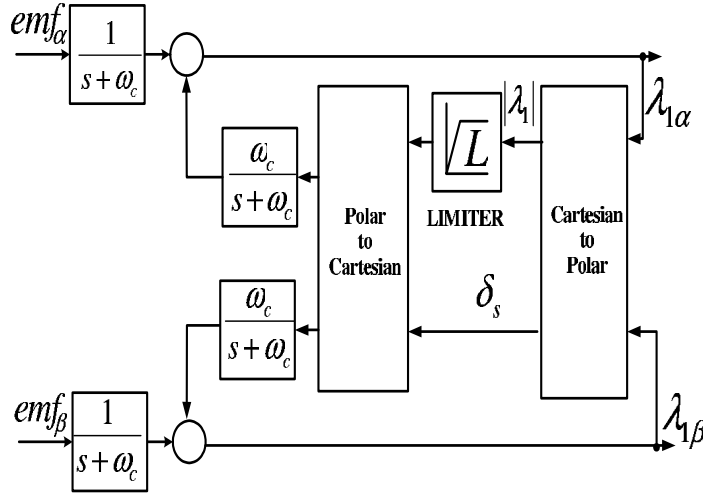 emf_α
1
s+ω_c
|λ_1|
λ_1α
L
ω_c
s+ω_c
Polar
to
Cartesian
LIMITER
Cartesian
to
Polar
ω_c
s+ω_c
δ_s
emf_β
1
s+ω_c
λ_1β